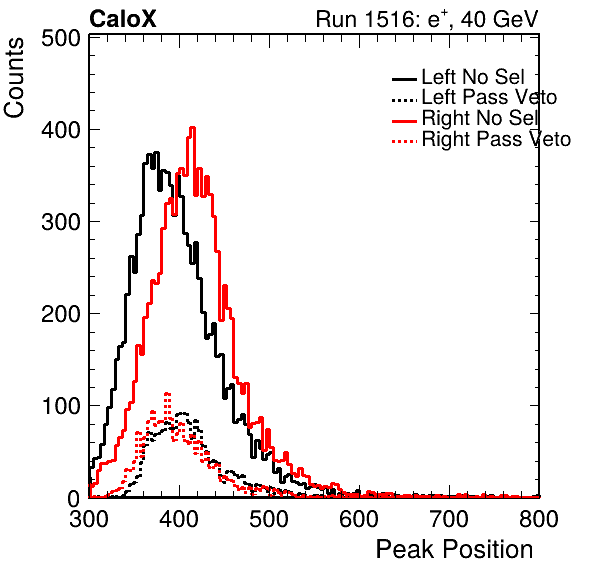 CaloX Run 1516: e+, 40 GeV
Counts
500
400
300
200
100
0
Left No Sel
Left Pass Veto
Right No Sel
Right Pass Veto
300 400 500 600 700 800
Peak Position